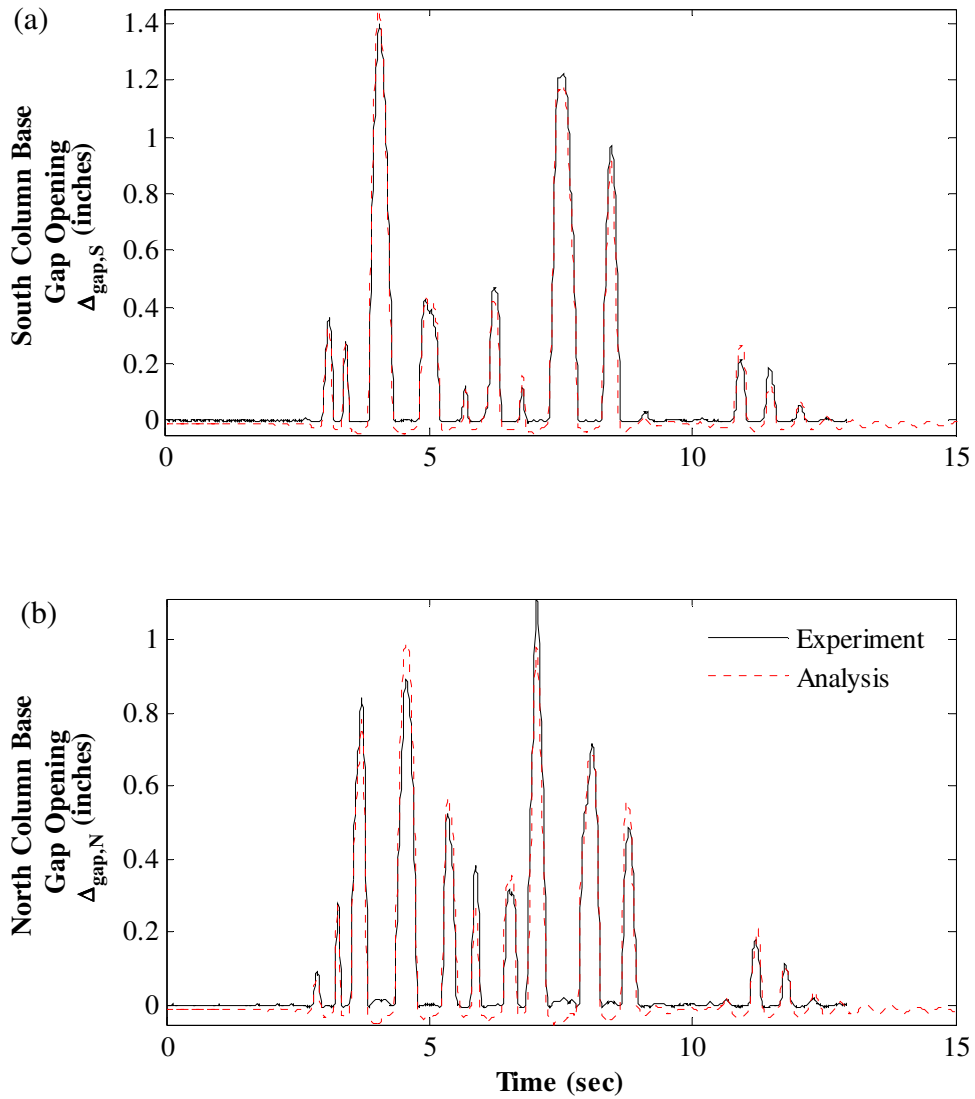 (a)
South Column Base
Gap Opening
Δgap,S (inches)
1.4
1.2
1
0.8
0.6
0.4
0.2
0
0 5 10 15
(b)
North Column Base
Gap Opening
Δgap,N (inches)
1
0.8
0.6
0.4
0.2
0
Experiment
Analysis
0 5 10 15
Time (sec)